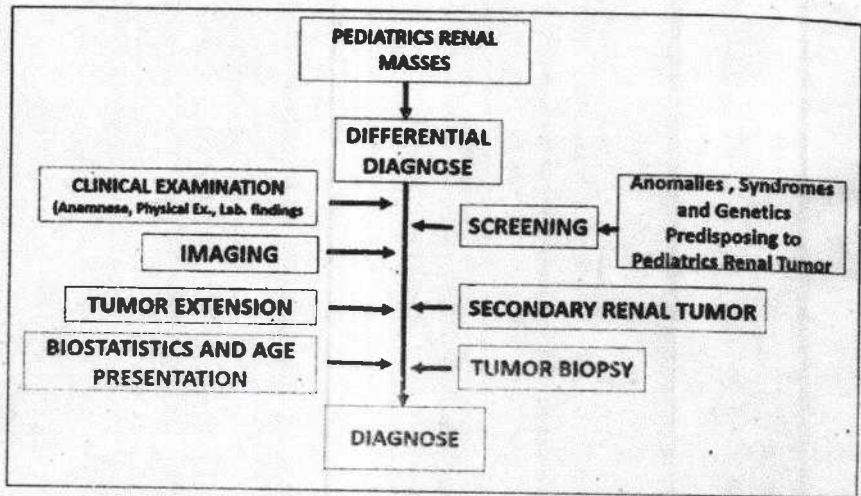 PEDIATRICS RENAL
MASSES
DIFFERENTIAL
DIAGNOSE
CLINICAL EXAMINATION
(Anamnese, Physical Ex., Lab. findings
IMAGING
TUMOR EXTENSION
BIOSTATISTICS AND AGE
PRESENTATION
SCREENING
Anomalies , Syndromes
and Genetics
Predisposing to
Pediatrics Renal Tumor
SECONDARY RENAL TUMOR
TUMOR BIOPSY
DIAGNOSE